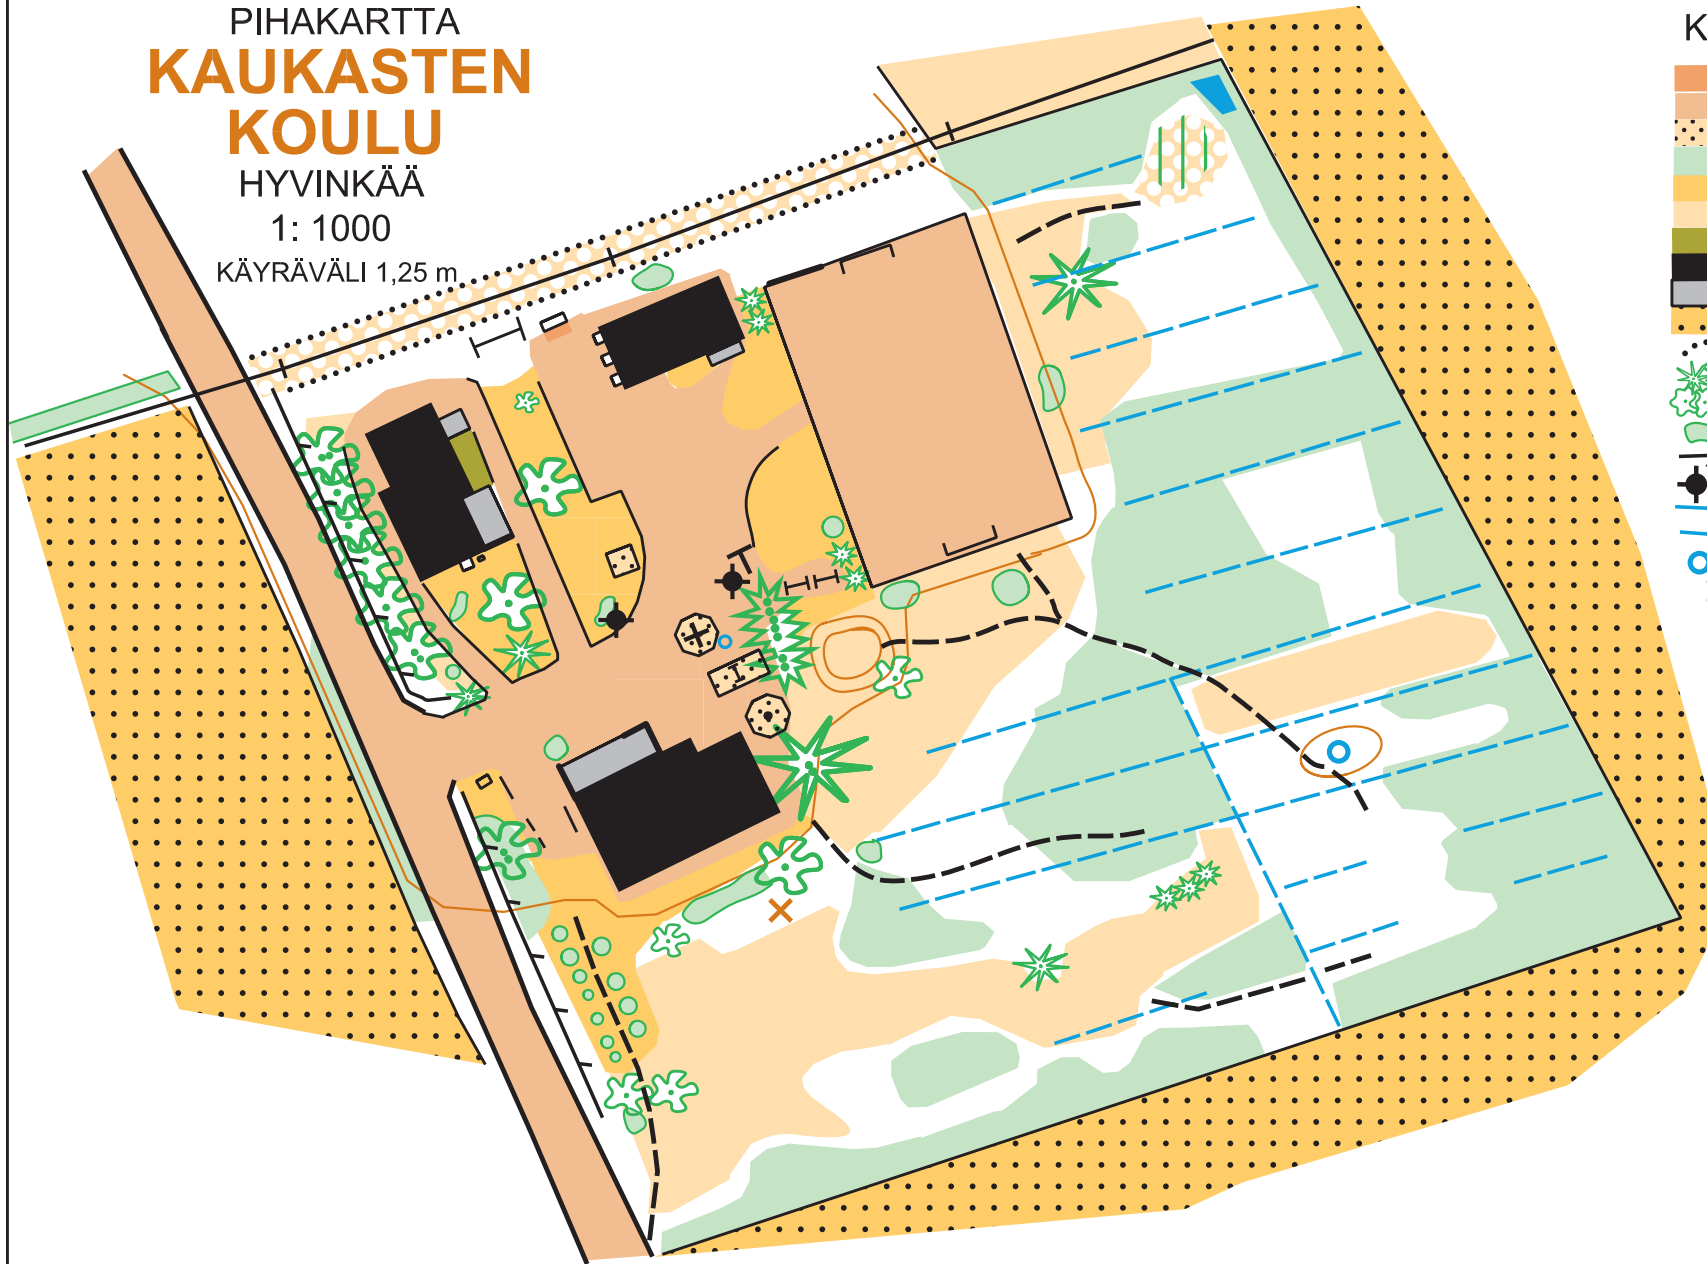 PIHAKARTTA
KAUKASTEN
KOULU
HYVINKÄÄ
1: 1000
KÄYRÄVÄLI 1,25 m
K